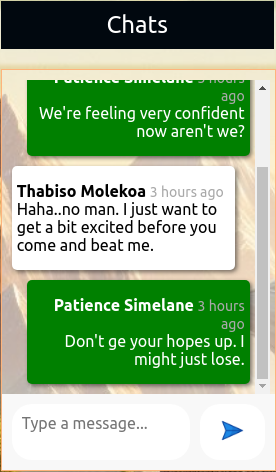 Chats
Patience Simelane 3 hours
ago
We're feeling very confident
now aren't we?
Thabiso Molekoa 3 hours ago
Haha..no man. I just want to
get a bit excited before you
come and beat me.
Patience Simelane 3 hours
ago
Don't ge your hopes up. I
might just lose.
Type a message...